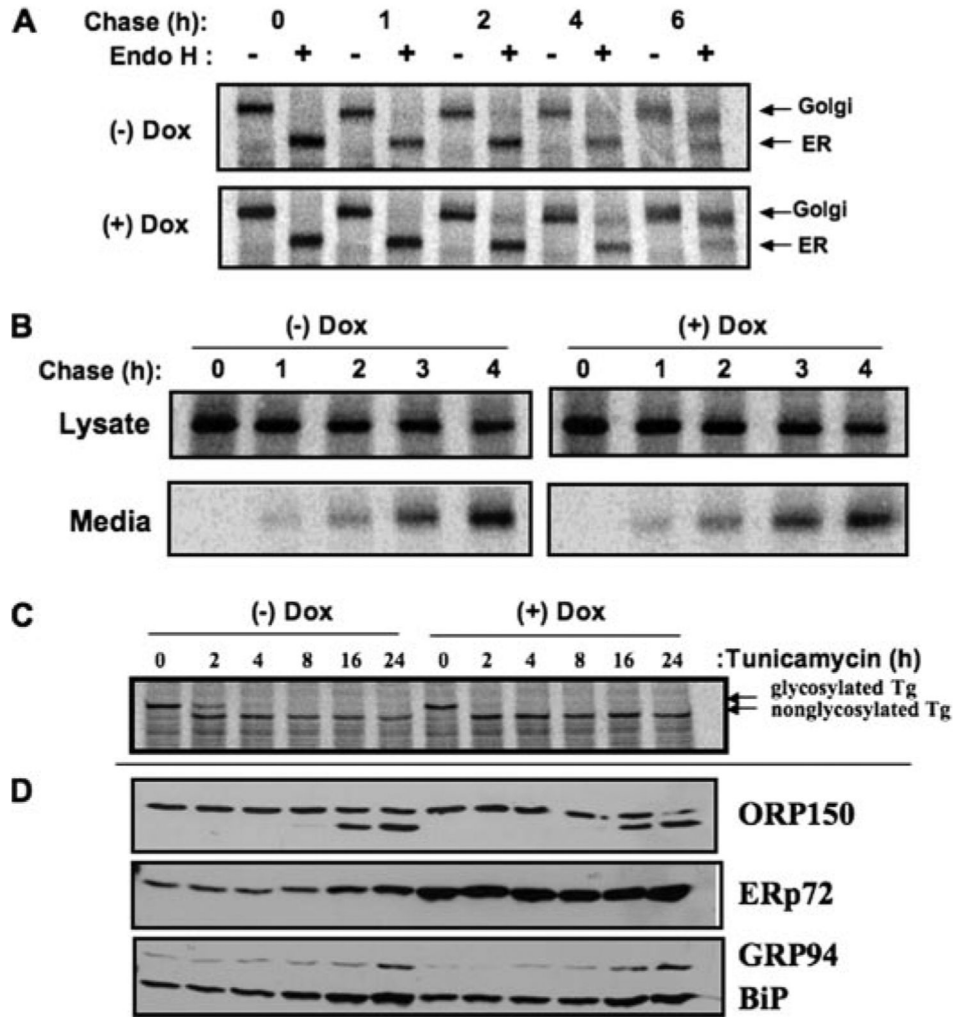 A
Chase (h): 0 1 2 4 6
Endo H : - + - + - + - + - +
(-) Dox
Golgi
ER
(+) Dox
Golgi
ER
B
(-) Dox (+) Dox
Chase (h): 0 1 2 3 4 0 1 2 3 4
Lysate
Media
C
(-) Dox (+) Dox
0 2 4 8 16 24 0 2 4 8 16 24 :Tunicamycin (h)
glycosylated Tg
nonglycosylated Tg
D
ORP150
ERp72
GRP94
BiP